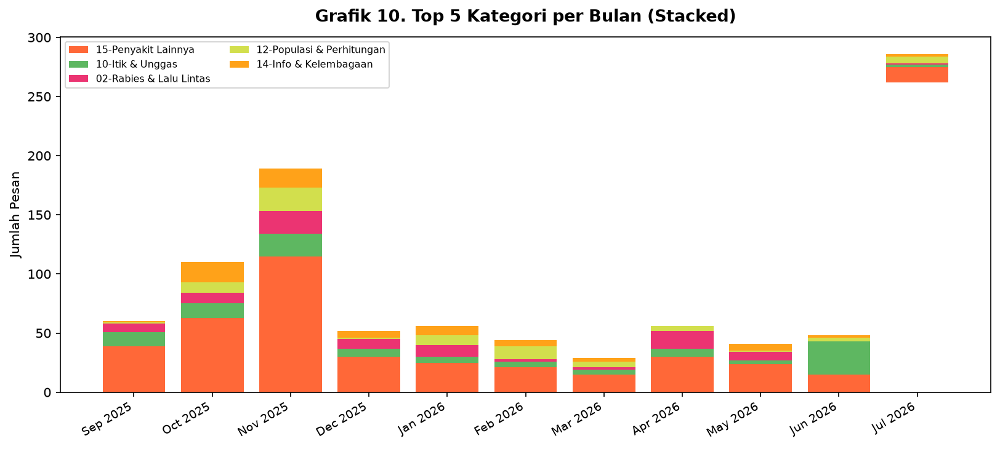 Grafik 10. Top 5 Kategori per Bulan (Stacked)
15-Penyakit Lainnya
10-Itik & Unggas
02-Rabies & Lalu Lintas
12-Populasi & Perhitungan
14-Info & Kelembagaan
Jumlah Pesan
300
250
200
150
100
50
0
Sep 2025
Oct 2025
Nov 2025
Dec 2025
Jan 2026
Feb 2026
Mar 2026
Apr 2026
May 2026
Jun 2026
Jul 2026